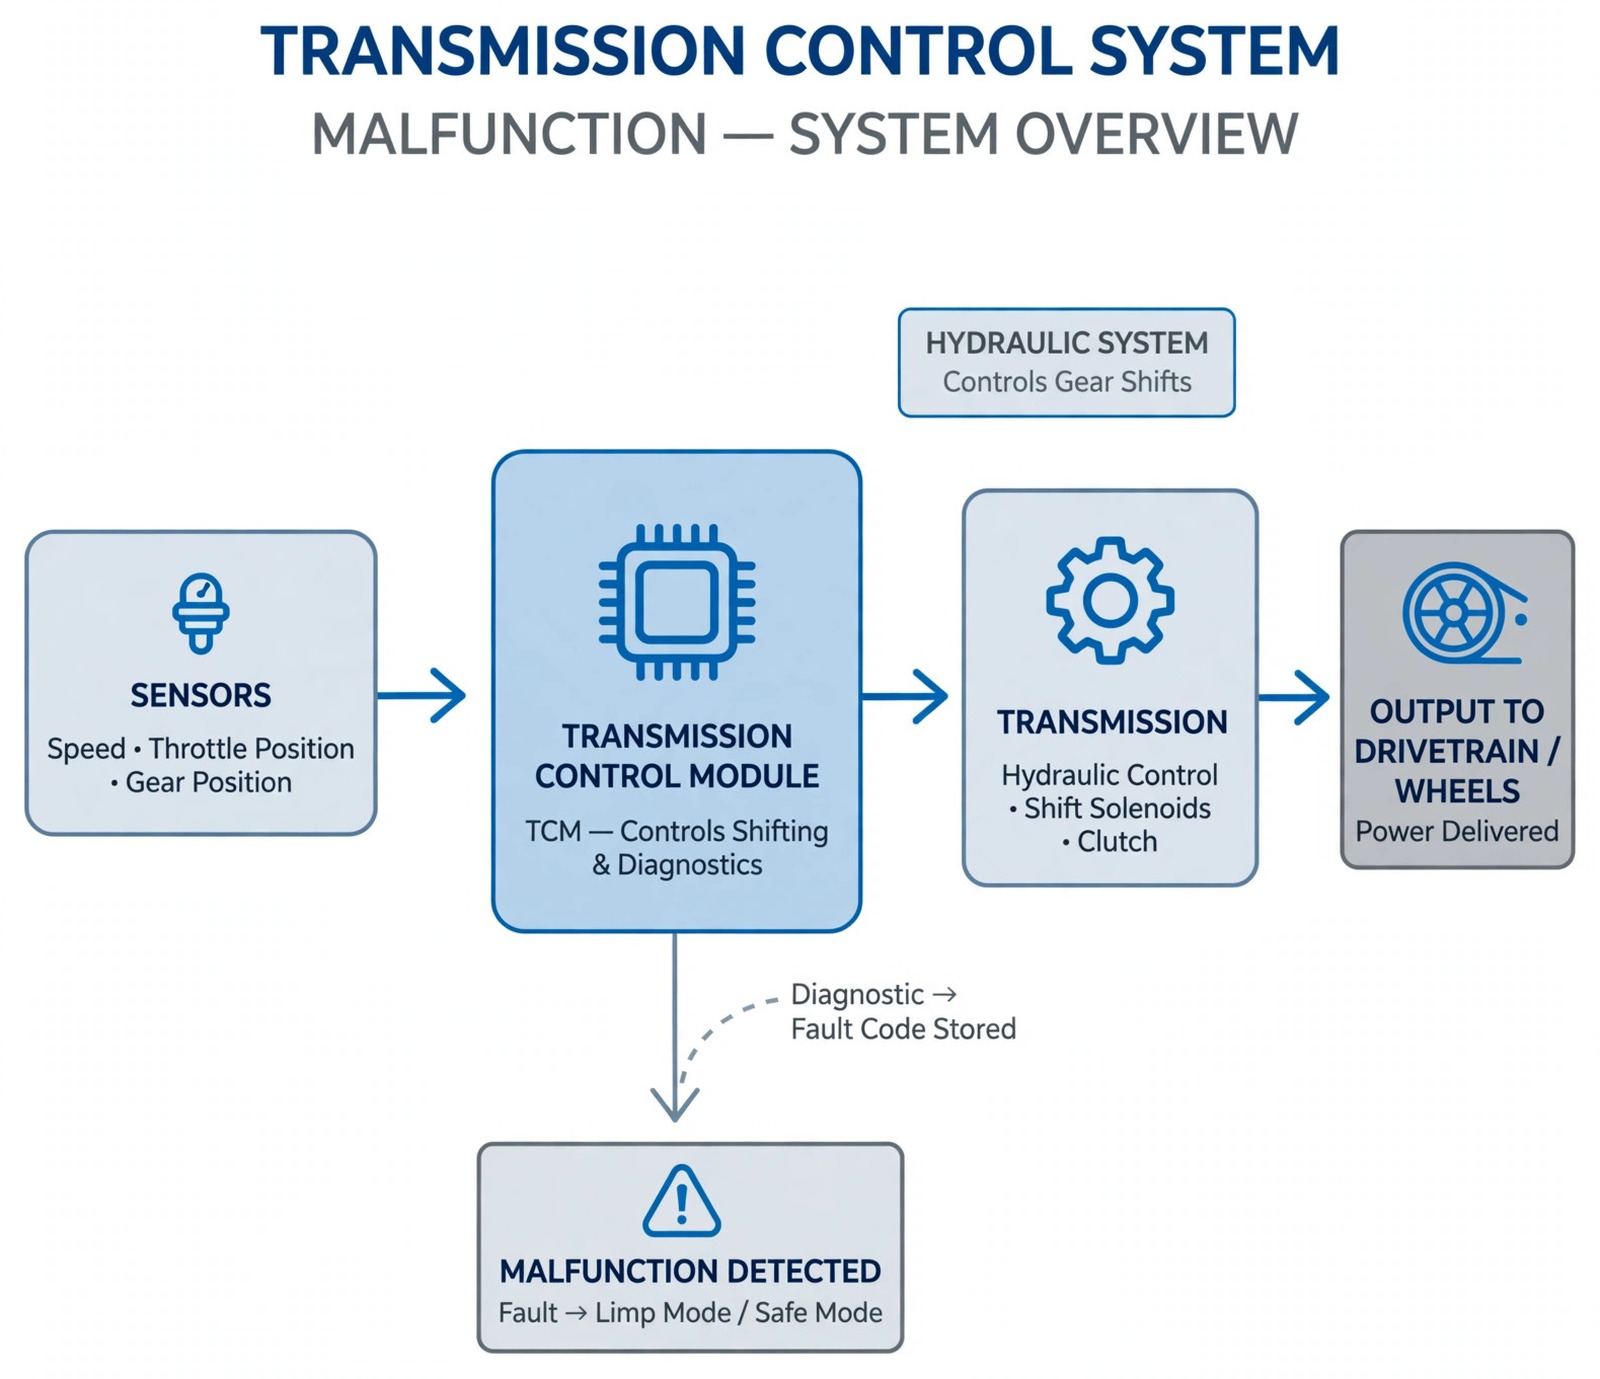 TRANSMISSION CONTROL SYSTEM
MALFUNCTION — SYSTEM OVERVIEW
HYDRAULIC SYSTEM
Controls Gear Shifts
SENSORS
Speed • Throttle Position
• Gear Position
TRANSMISSION
CONTROL MODULE
TCM — Controls Shifting
& Diagnostics
TRANSMISSION
Hydraulic Control
• Shift Solenoids
• Clutch
OUTPUT TO
DRIVETRAIN /
WHEELS
Power Delivered
Diagnostic →
Fault Code Stored
MALFUNCTION DETECTED
Fault → Limp Mode / Safe Mode